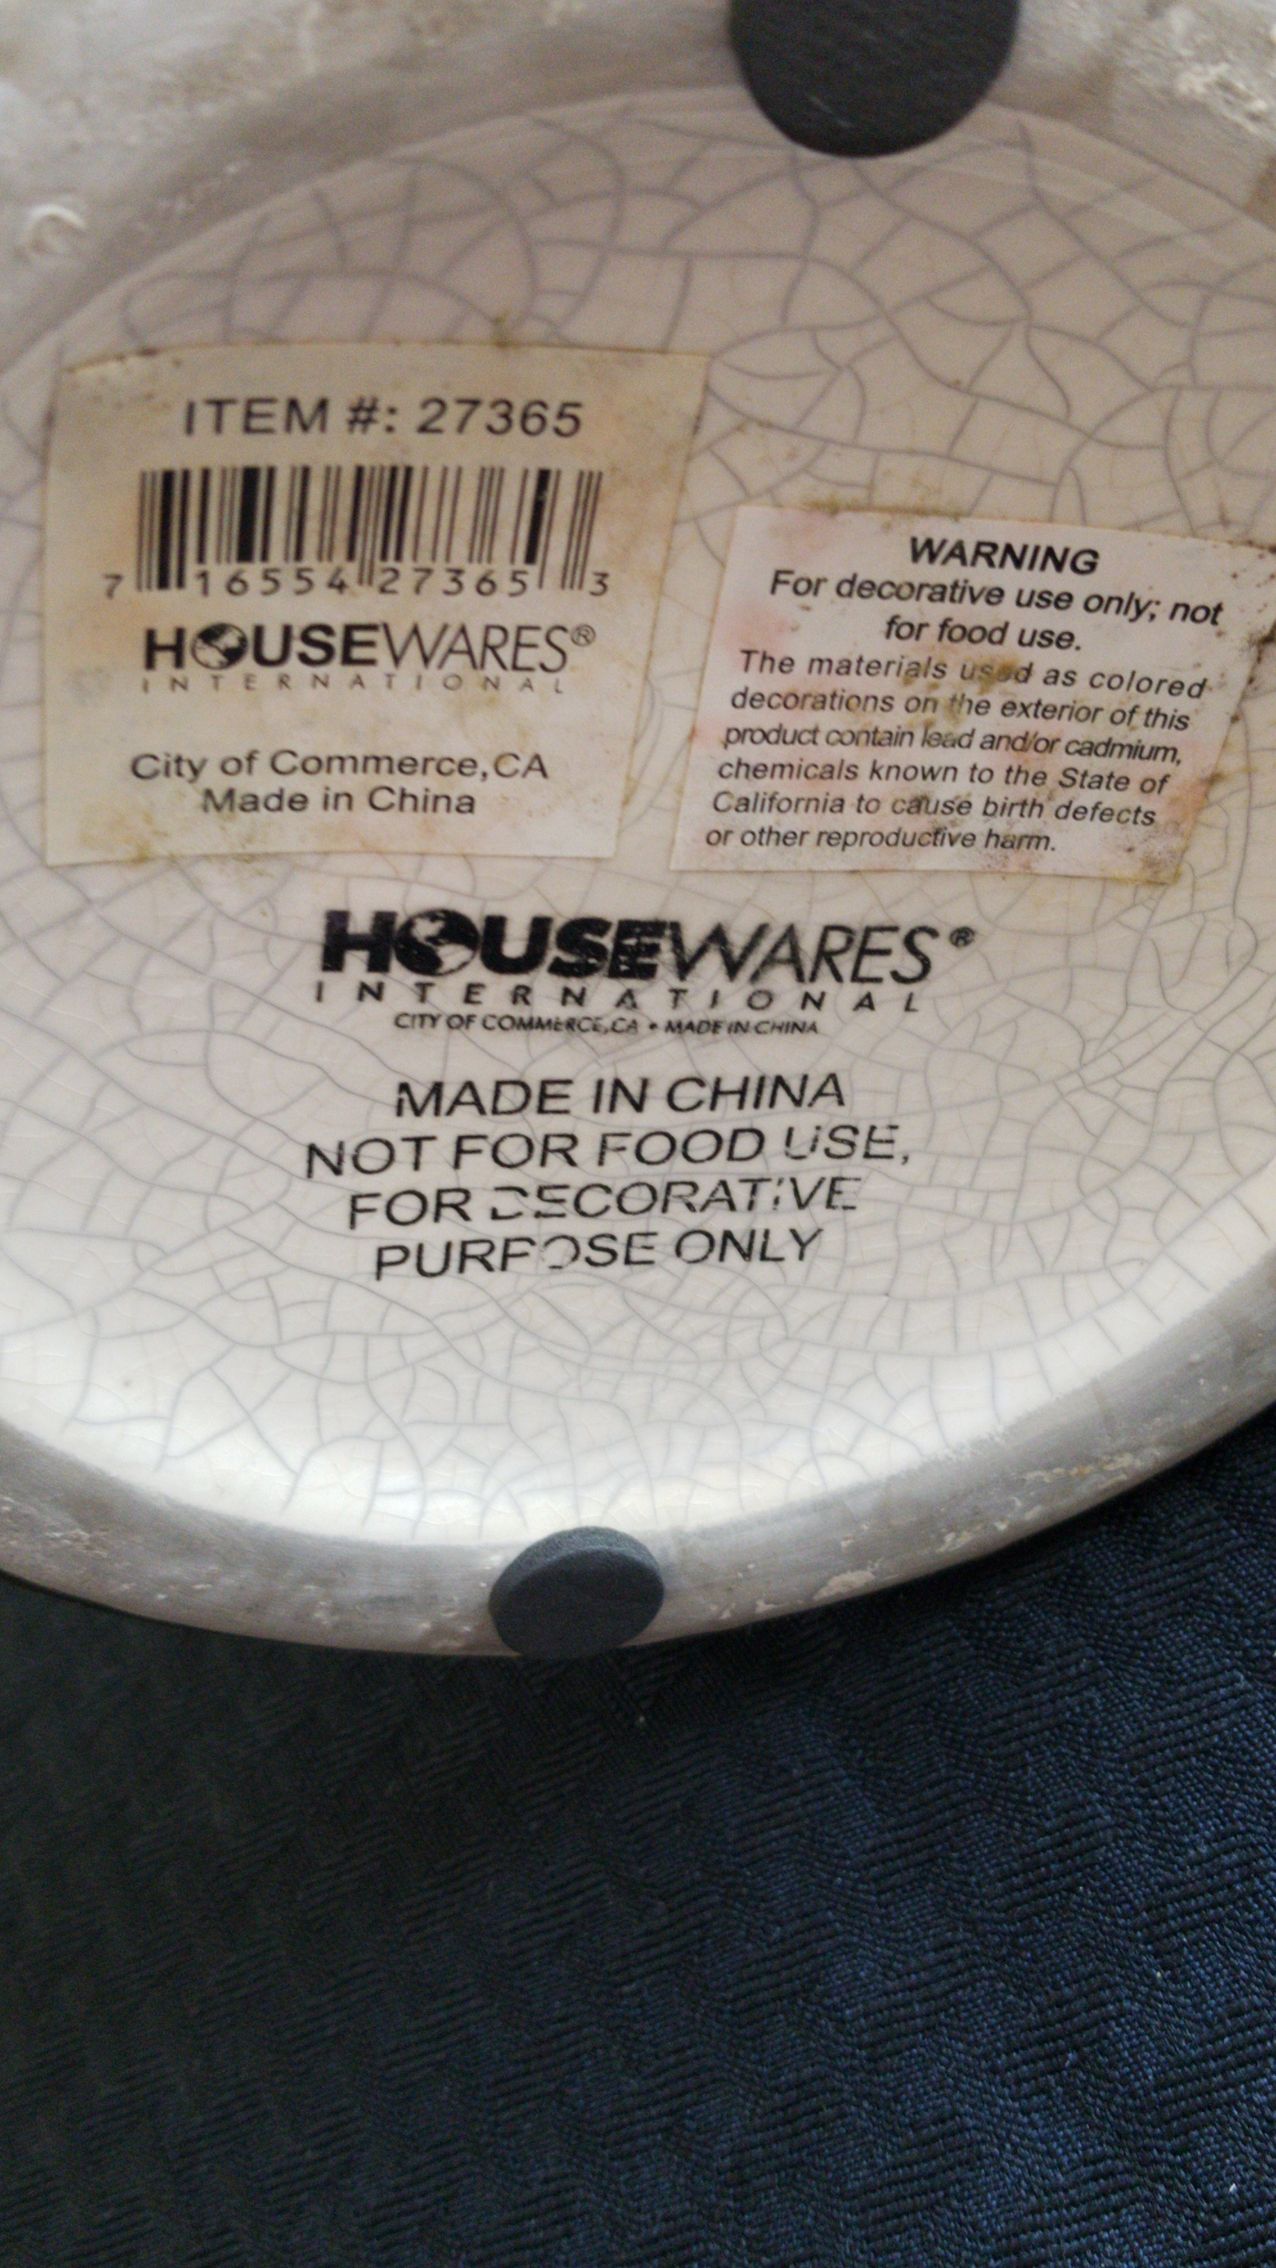 ITEM #: 27365
7 16554 27365 3
HOUSEWARES®
INTERNATIONAL
City of Commerce,CA
Made in China
WARNING
For decorative use only; not
for food use.
The materials used as colored
decorations on the exterior of this
product contain lead and/or cadmium,
chemicals known to the State of
California to cause birth defects
or other reproductive harm.
HOUSEWARES®
INTERNATIONAL
CITY OF COMMERCE,CA • MADE IN CHINA
MADE IN CHINA
NOT FOR FOOD USE,
FOR DECORATIVE
PURPOSE ONLY